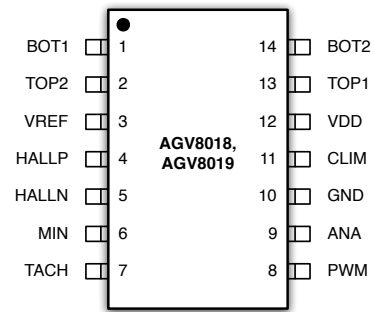 BOT1 1 14 BOT2
TOP2 2 13 TOP1
VREF 3 12 VDD
HALLP 4 AGV8018, 11 CLIM
AGV8019
HALLN 5 10 GND
MIN 6 9 ANA
TACH 7 8 PWM